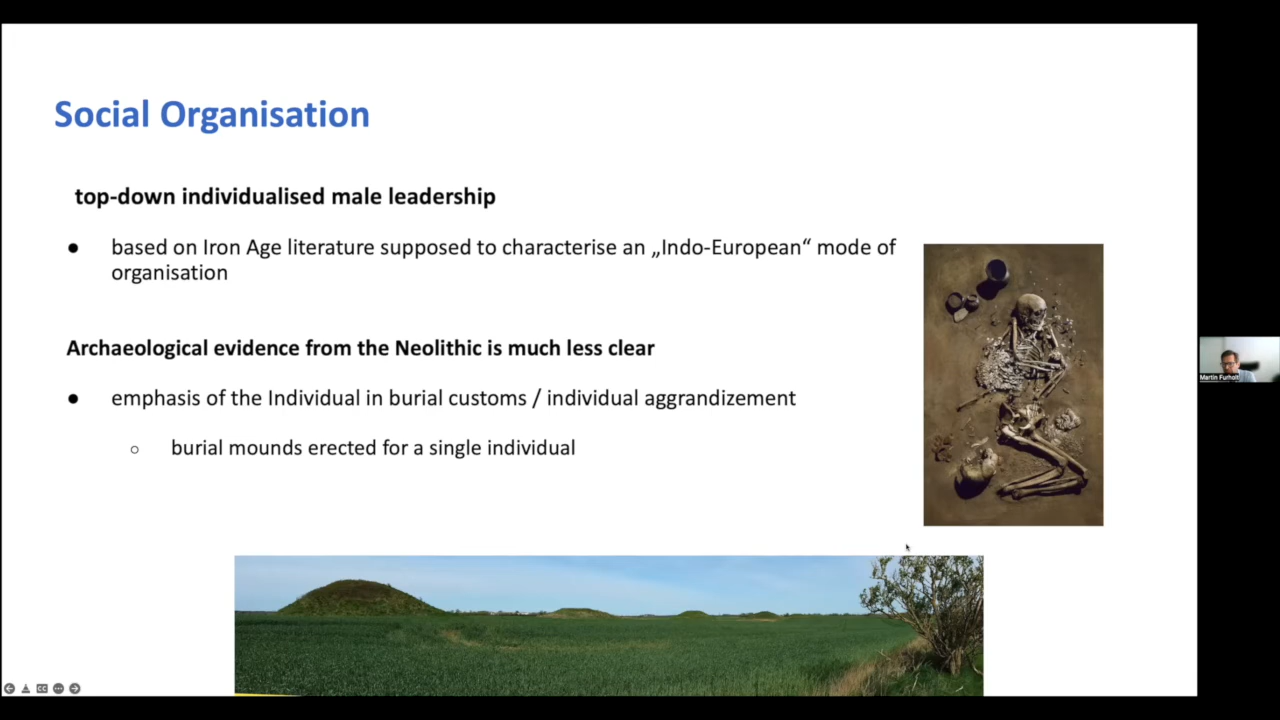 Social Organisation
top-down individualised male leadership
● based on Iron Age literature supposed to characterise an „Indo-European“ mode of
organisation
Archaeological evidence from the Neolithic is much less clear
● emphasis of the Individual in burial customs / individual aggrandizement
○ burial mounds erected for a single individual
Martin Furholt